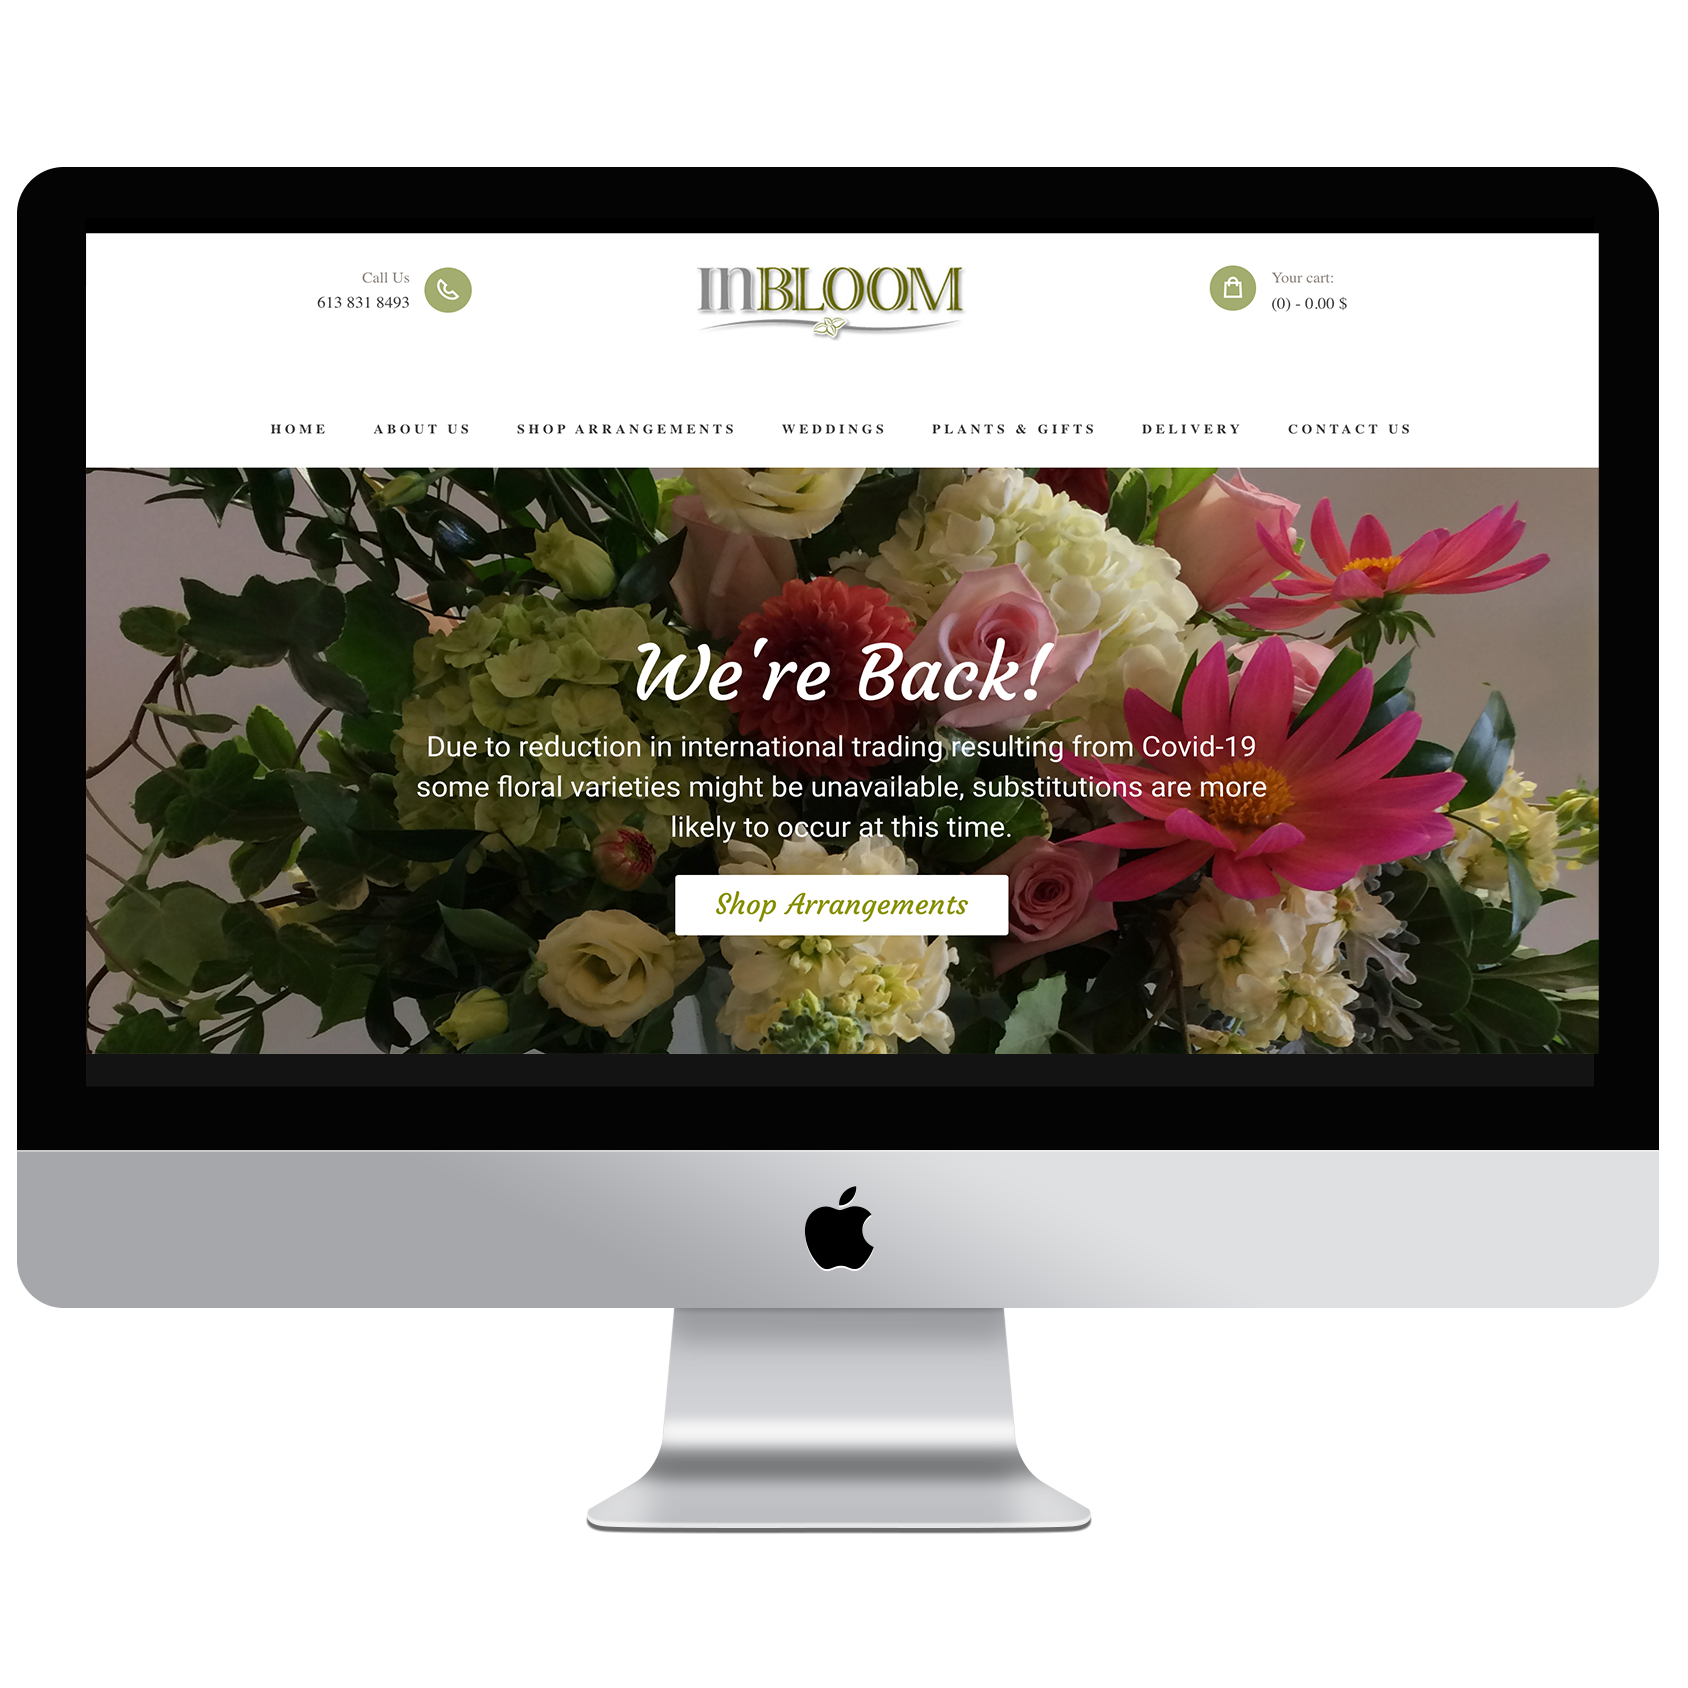 Call Us
613 831 8493
INBLOOM
Your cart:
(0) - 0.00 $
HOME ABOUT US SHOP ARRANGEMENTS WEDDINGS PLANTS & GIFTS DELIVERY CONTACT US
We're Back!
Due to reduction in international trading resulting from Covid-19
some floral varieties might be unavailable, substitutions are more
likely to occur at this time.
Shop Arrangements